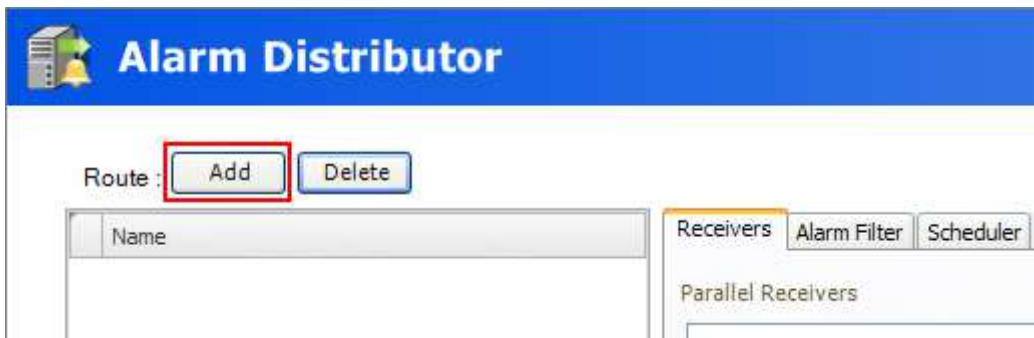 Alarm Distributor
Route : Add Delete
Name
Receivers Alarm Filter Scheduler
Parallel Receivers